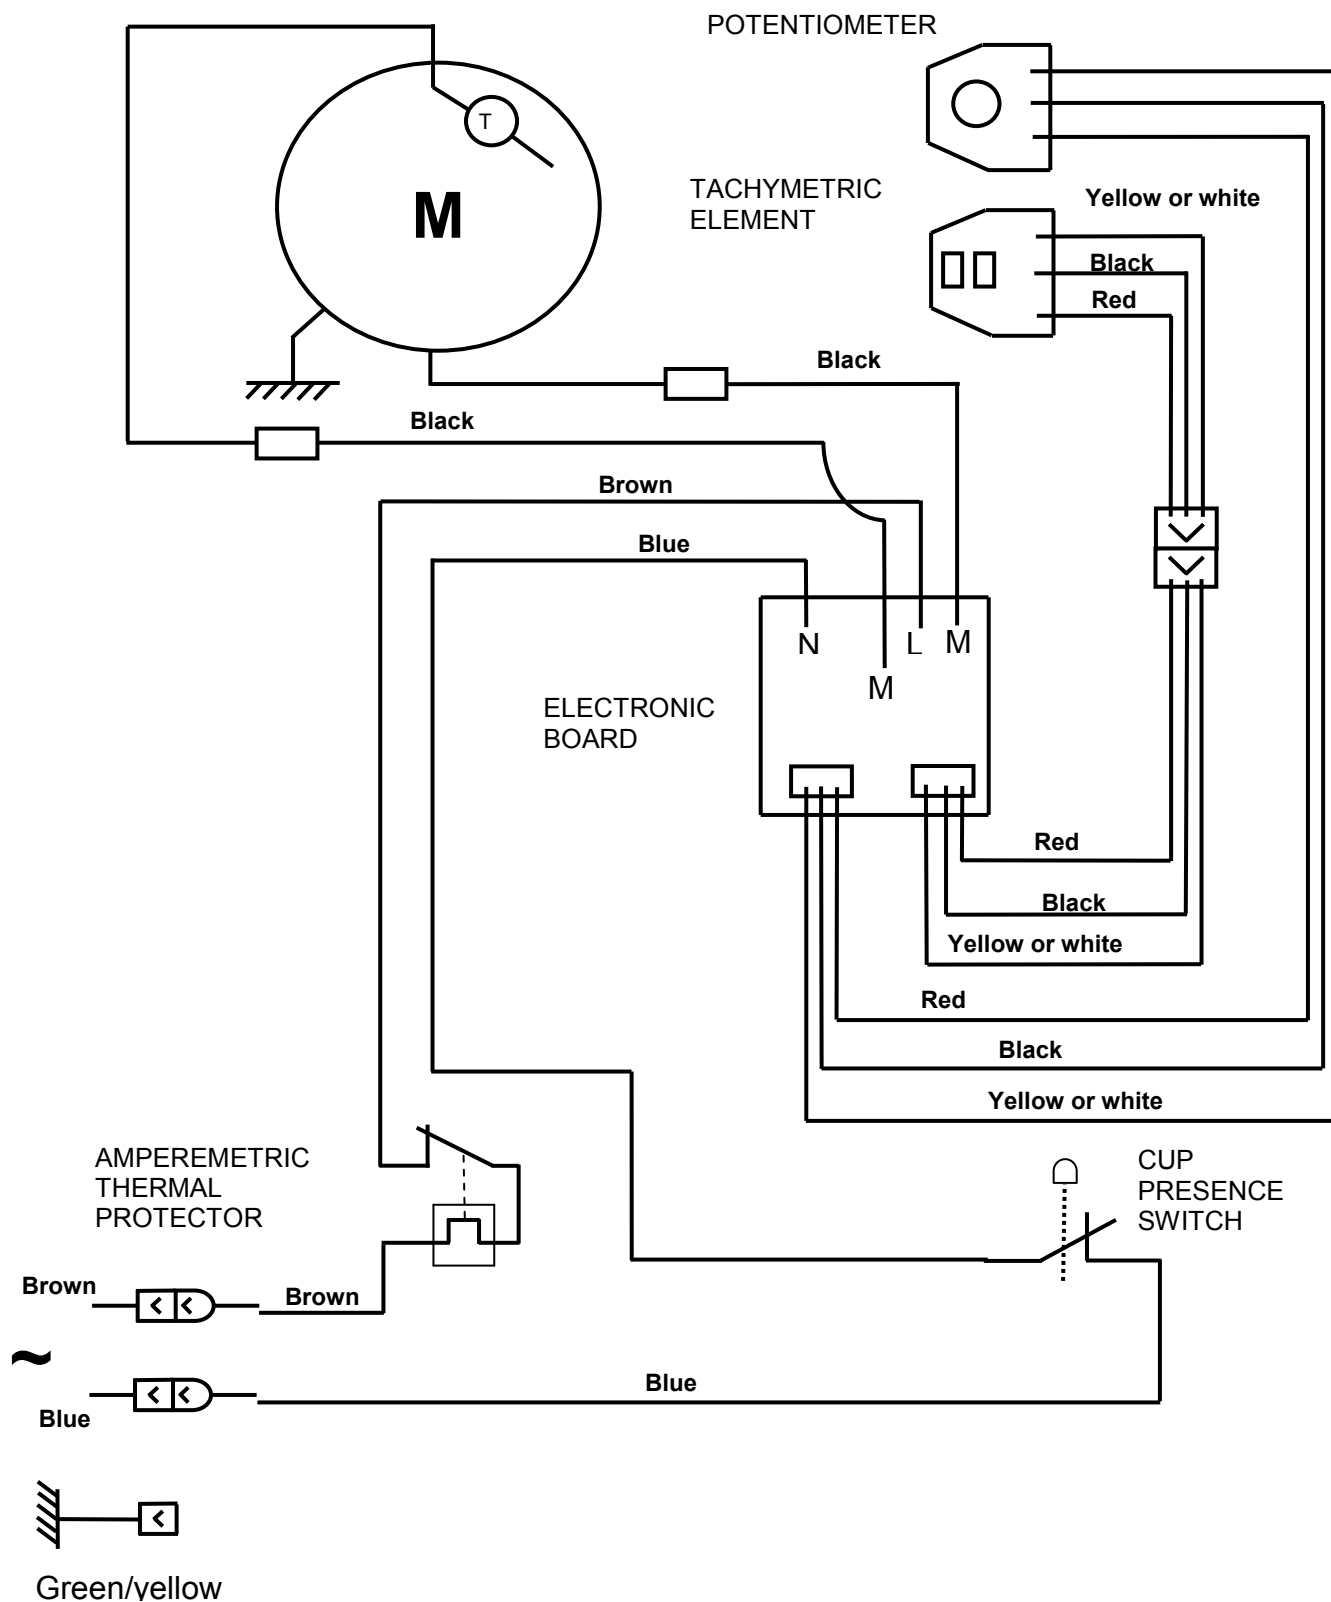 POTENTIOMETER
T
M
TACHYMETRIC
ELEMENT
Yellow or white
Black
Red
Black
Black
Brown
Blue
N
L
M
M
ELECTRONIC
BOARD
Red
Black
Yellow or white
Red
Black
Yellow or white
AMPEREMETRIC
THERMAL
PROTECTOR
CUP
PRESENCE
SWITCH
Brown
Brown
~
Blue
Blue
Green/yellow